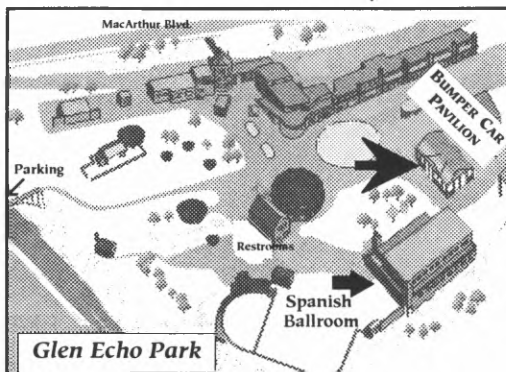 MacArthur Blvd.
BUMPER CAR
PAVILION
Parking
Restrooms
Spanish
Ballroom
Glen Echo Park